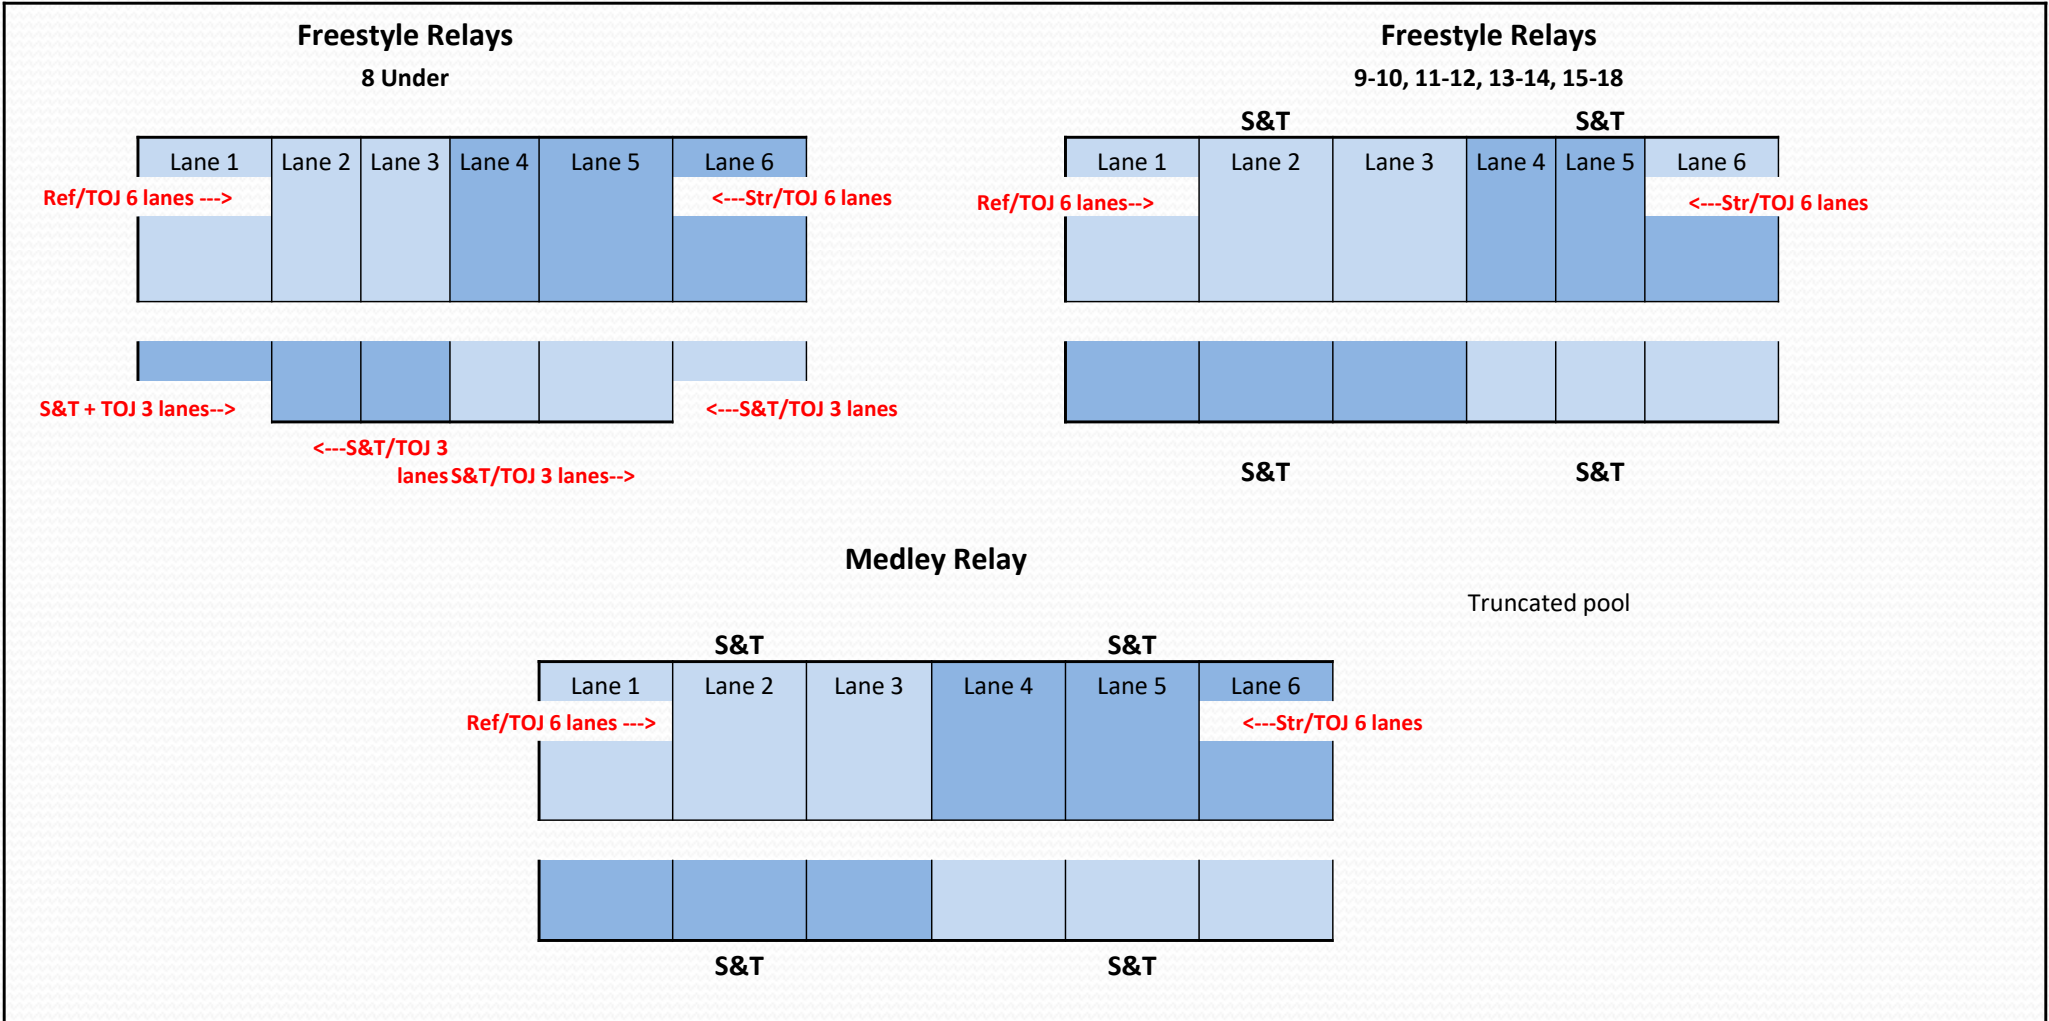 Freestyle Relays
8 Under
Lane 1 Lane 2 Lane 3 Lane 4 Lane 5 Lane 6
Ref/TOJ 6 lanes --->
<---Str/TOJ 6 lanes
S&T + TOJ 3 lanes-->
<---S&T/TOJ 3 lanes
<---S&T/TOJ 3
lanes
S&T/TOJ 3 lanes-->
Freestyle Relays
9-10, 11-12, 13-14, 15-18
S&T S&T
Lane 1 Lane 2 Lane 3 Lane 4 Lane 5 Lane 6
Ref/TOJ 6 lanes-->
<---Str/TOJ 6 lanes
S&T S&T
Medley Relay
Truncated pool
S&T S&T
Lane 1 Lane 2 Lane 3 Lane 4 Lane 5 Lane 6
Ref/TOJ 6 lanes --->
<---Str/TOJ 6 lanes
S&T S&T